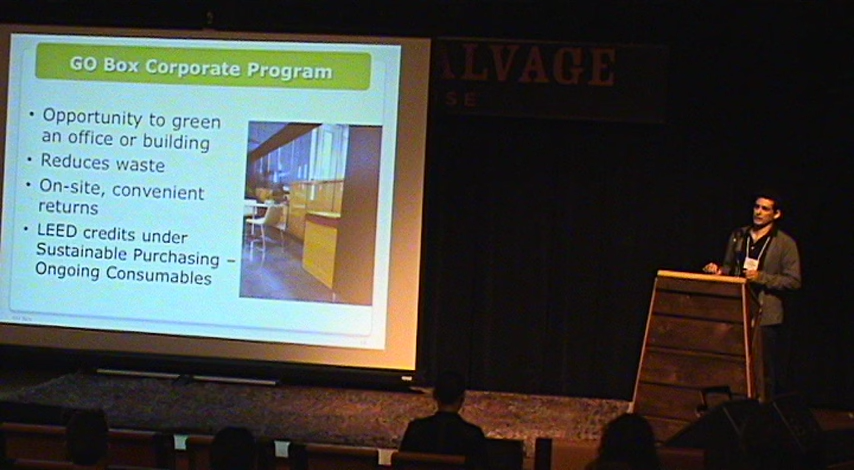 GO Box Corporate Program
• Opportunity to green
an office or building
• Reduces waste
• On-site, convenient
returns
• LEED credits under
Sustainable Purchasing –
Ongoing Consumables
ALVAGE